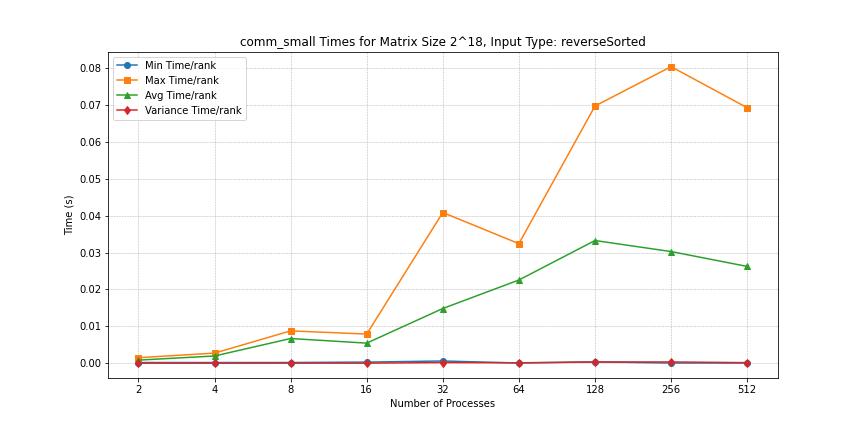 comm_small Times for Matrix Size 2^18, Input Type: reverseSorted
Min Time/rank
Max Time/rank
Avg Time/rank
Variance Time/rank
0.08
0.07
0.06
0.05
0.04
0.03
0.02
0.01
0.00
Time (s)
2 4 8 16 32 64 128 256 512
Number of Processes